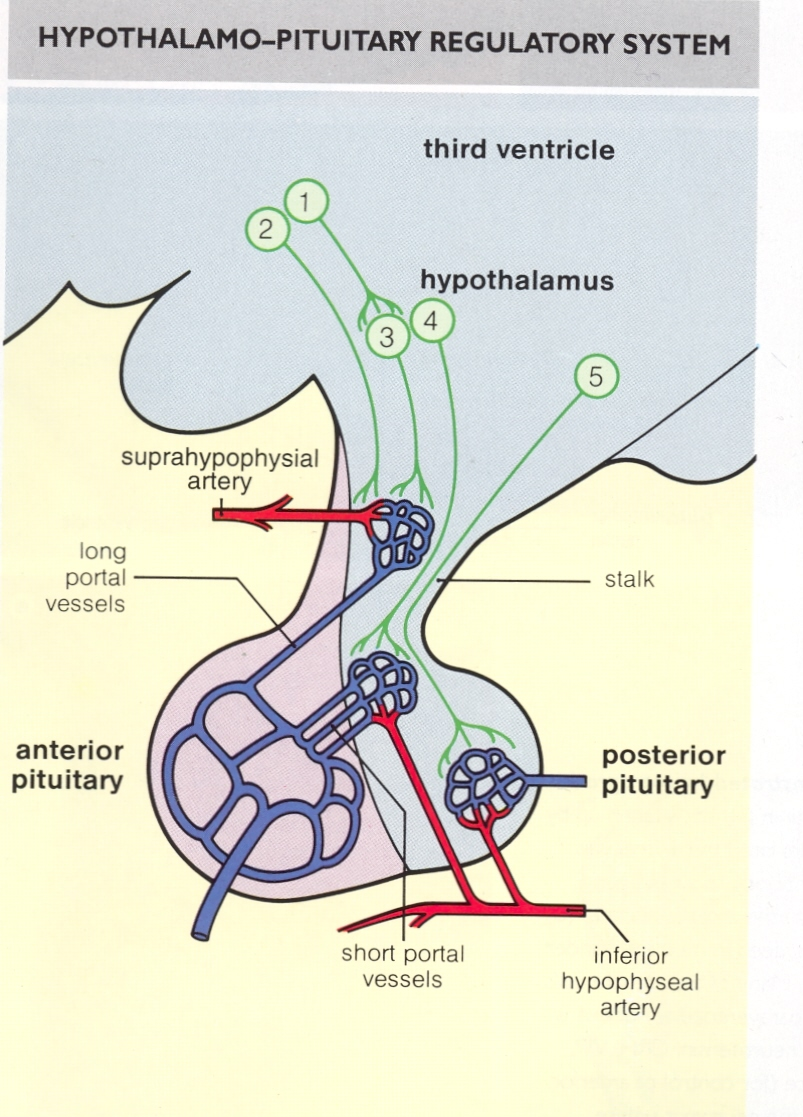 HYPOTHALAMO–PITUITARY REGULATORY SYSTEM
third ventricle
1
2
hypothalamus
3
4
5
suprahypophysial
artery
long
portal
vessels
stalk
anterior
pituitary
posterior
pituitary
short portal
vessels
inferior
hypophyseal
artery